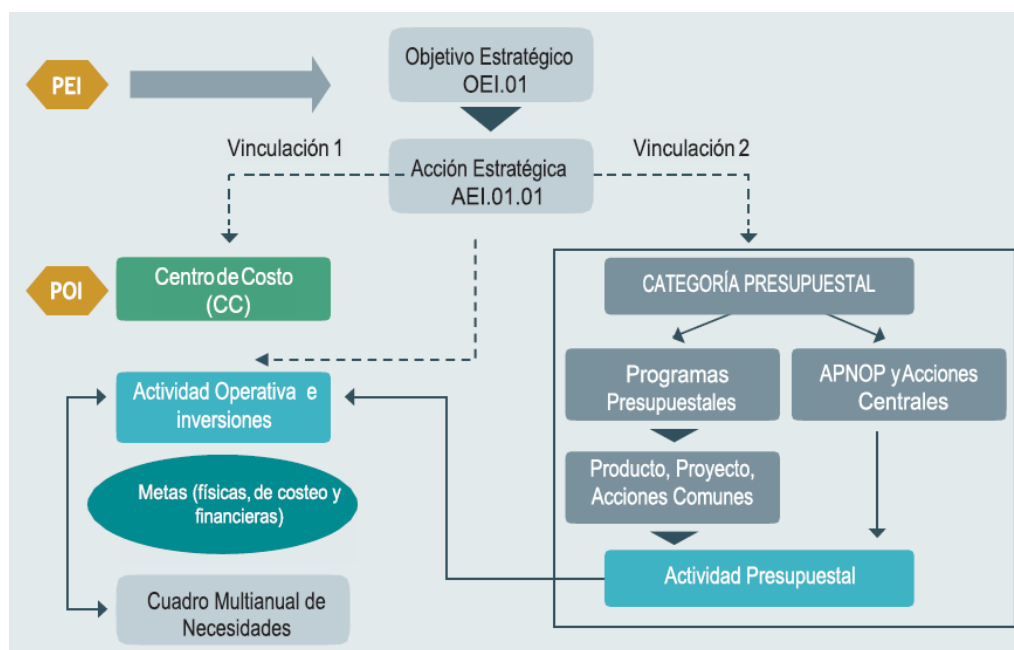 PEI
Objetivo Estratégico
OEI.01
Vinculación 1
Acción Estratégica
AEI.01.01
Vinculación 2
POI
Centro de Costo
(CC)
CATEGORÍA PRESUPUESTAL
Programas
Presupuestales
APNOP y Acciones
Centrales
Actividad Operativa e
inversiones
Producto, Proyecto,
Acciones Comunes
Metas (físicas, de costeo y
financieras)
Actividad Presupuestal
Cuadro Multianual de
Necesidades